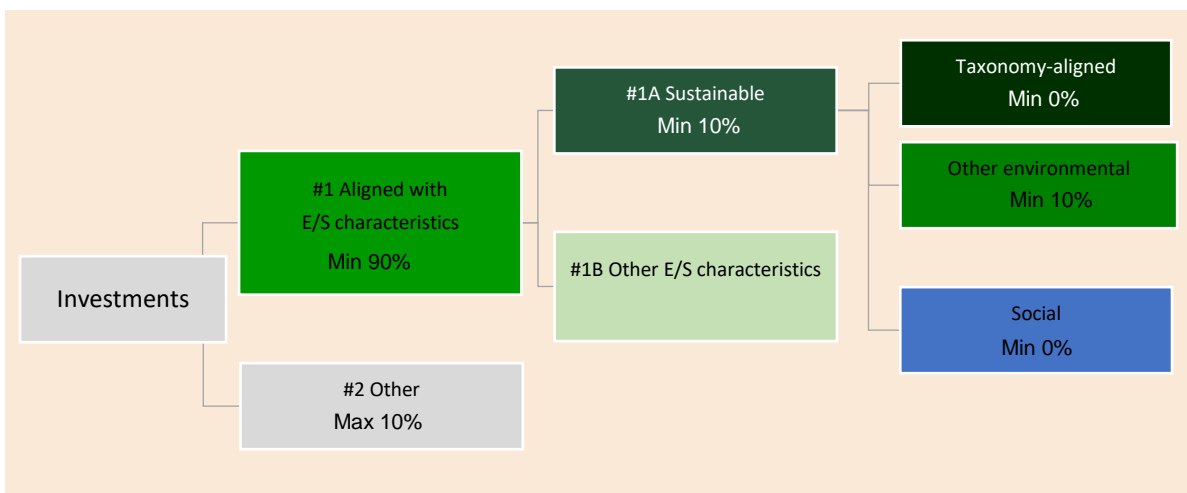 Investments
#1 Aligned with
E/S characteristics
Min 90%
#2 Other
Max 10%
#1A Sustainable
Min 10%
#1B Other E/S characteristics
Taxonomy-aligned
Min 0%
Other environmental
Min 10%
Social
Min 0%